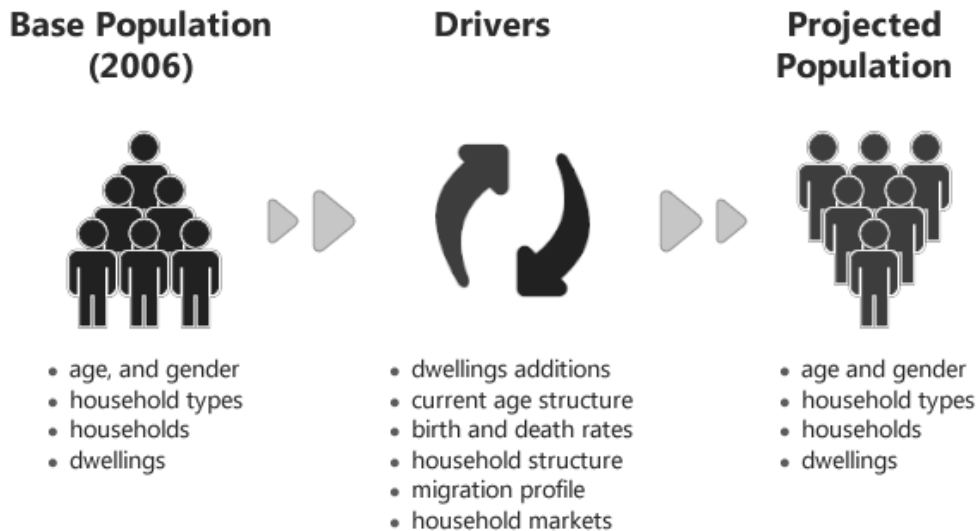 Base Population
(2006)
Drivers
Projected
Population
• age, and gender
• household types
• households
• dwellings
• dwellings additions
• current age structure
• birth and death rates
• household structure
• migration profile
• household markets
• age and gender
• household types
• households
• dwellings